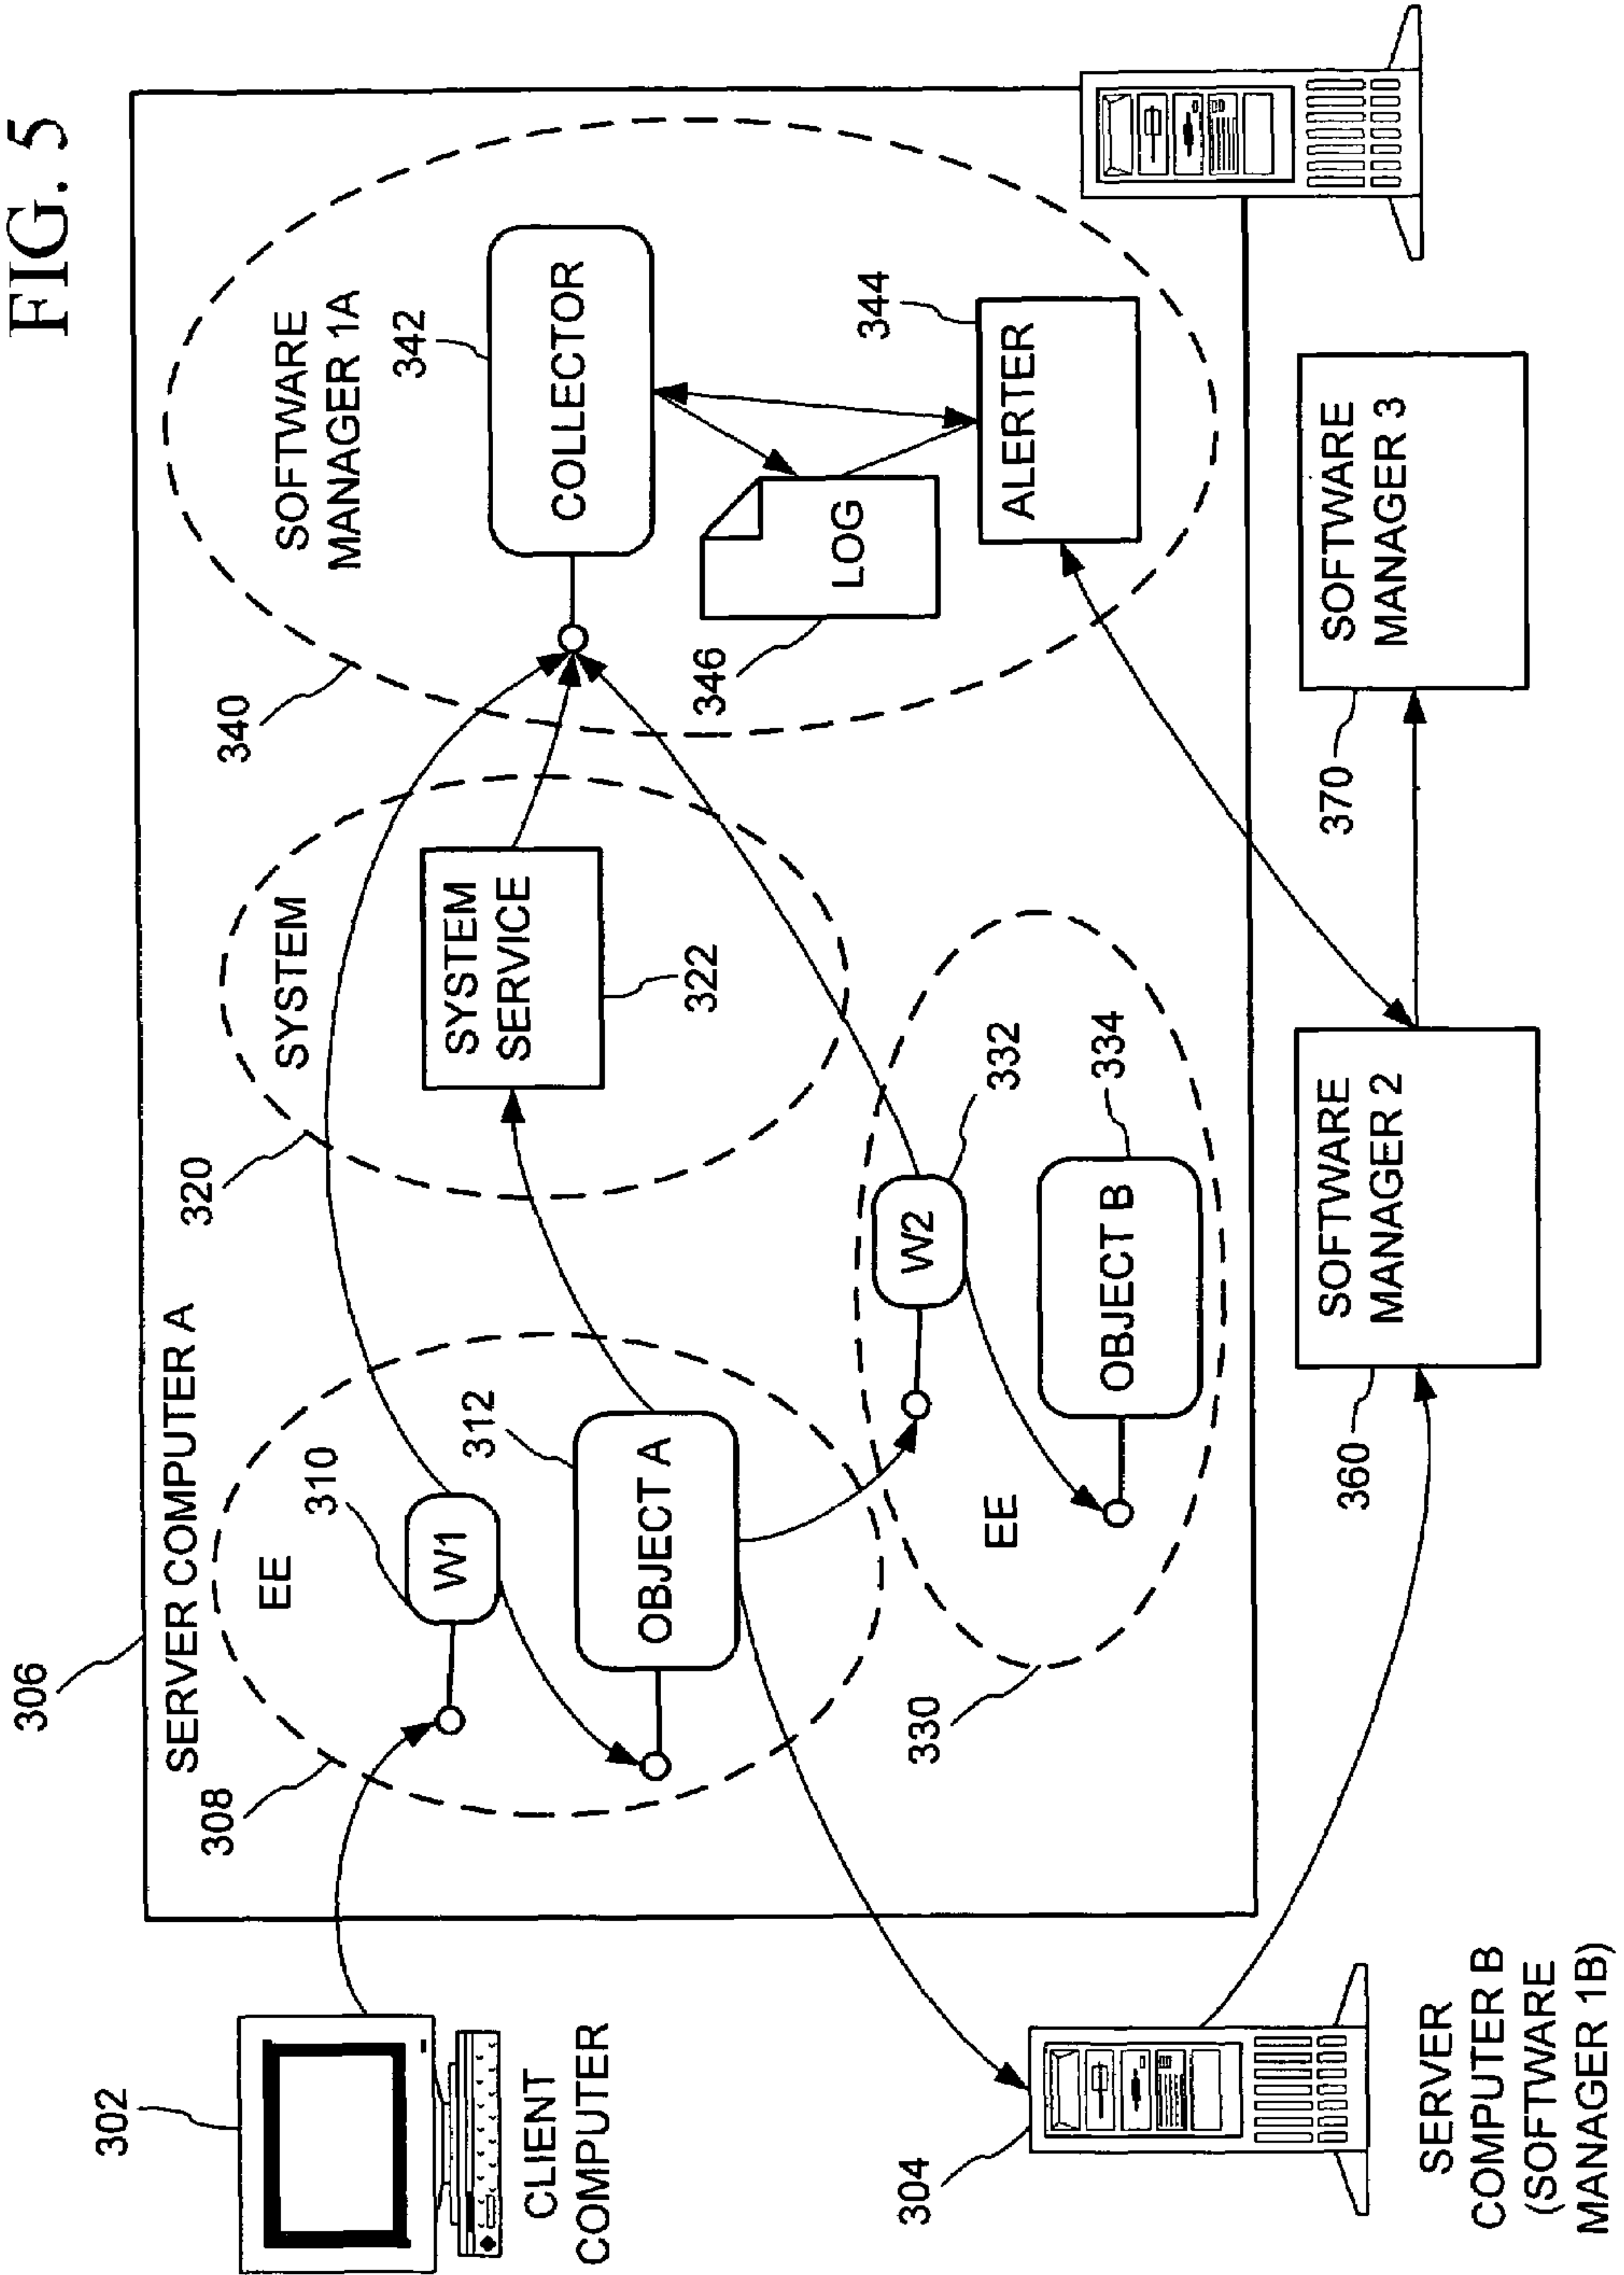 FIG. 5
306
SERVER COMPUTER A
302
CLIENT
COMPUTER
308
EE
310
W1
312
OBJECT A
320
SYSTEM
SYSTEM
SERVICE
322
340
SOFTWARE
MANAGER 1A
342
COLLECTOR
346
LOG
344
ALERTER
330
EE
332
W2
334
OBJECT B
304
SERVER
COMPUTER B
(SOFTWARE
MANAGER 1B)
360
SOFTWARE
MANAGER 2
370
SOFTWARE
MANAGER 3